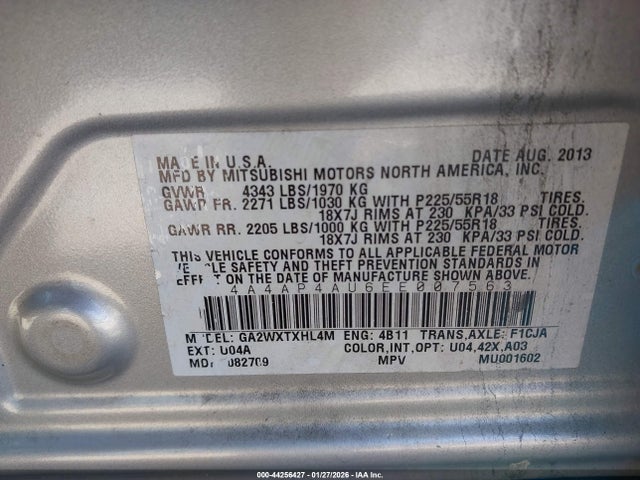 MADE IN U.S.A. DATE AUG. 2013
MFD BY MITSUBISHI MOTORS NORTH AMERICA, INC.
GVWR 4343 LBS/1970 KG
GAWR FR. 2271 LBS/1030 KG WITH P225/55R18 TIRES.
18X7J RIMS AT 230 KPA/33 PSI COLD.
GAWR RR. 2205 LBS/1000 KG WITH P225/55R18 TIRES.
18X7J RIMS AT 230 KPA/33 PSI COLD.
THIS VEHICLE CONFORMS TO ALL APPLICABLE FEDERAL MOTOR
VEHICLE SAFETY AND THEFT PREVENTION STANDARDS IN
EFFECT ON THE DATE OF MANUFACTURE SHOWN ABOVE.
4A4AP4AU6EE007563
MODEL: GA2WXTXHL4M ENG: 4B11 TRANS,AXLE: F1CJA
EXT: U04A COLOR,INT,OPT: U04,42X,A03
082709 MPV MU001602
000-44256427 - 01/27/2026 - IAA Inc.